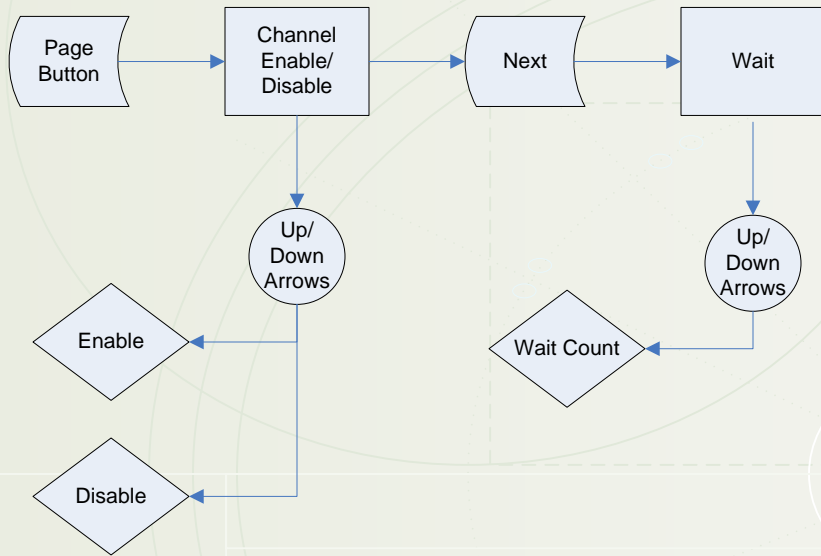 Page
Button
Channel
Enable/
Disable
Next
Wait
Up/
Down
Arrows
Up/
Down
Arrows
Enable
Wait Count
Disable